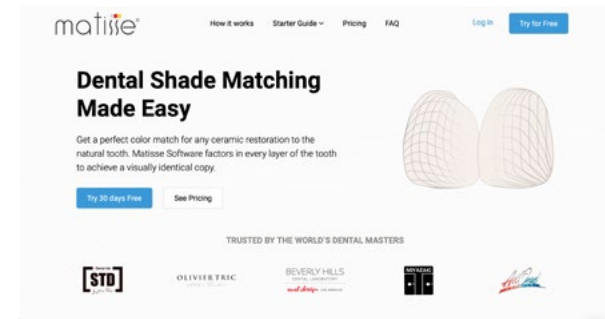 matisse
How it works Starter Guide Pricing FAQ Log in Try for Free
Dental Shade Matching
Made Easy
Get a perfect color match for any ceramic restoration to the
natural tooth. Matisse Software factors in every layer of the tooth
to achieve a visually identical copy.
Try 30 days Free See Pricing
TRUSTED BY THE WORLD'S DENTAL MASTERS
STD
OLIVIER TRIC
BEVERLY HILLS
DENTAL LABORATORY
MIYAZAKI